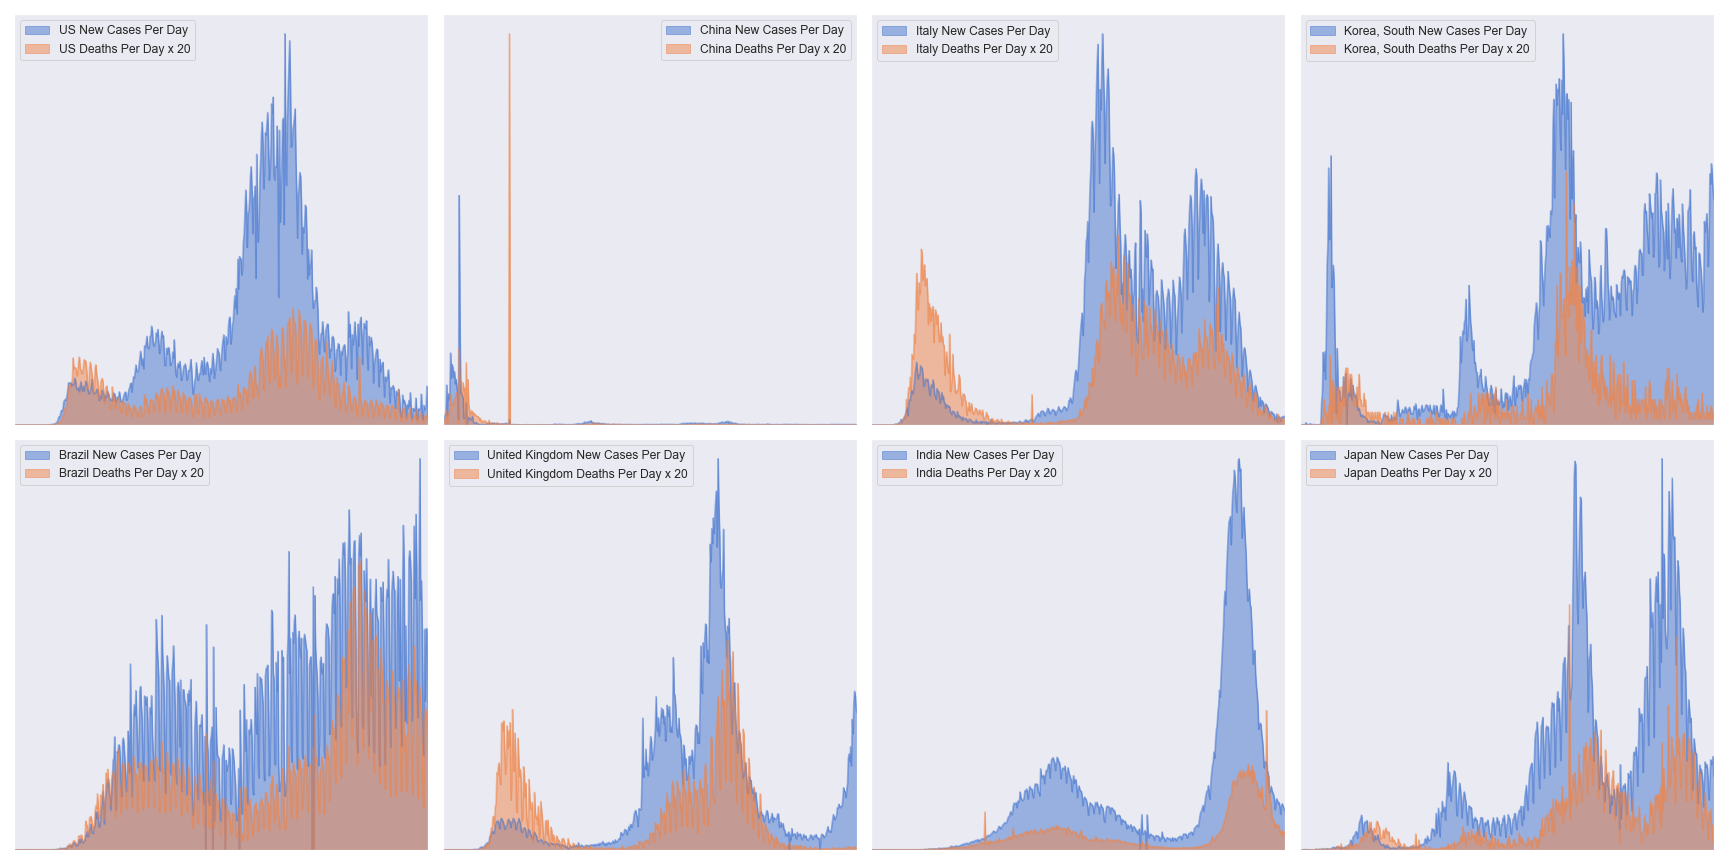 US New Cases Per Day
US Deaths Per Day x 20
China New Cases Per Day
China Deaths Per Day x 20
Italy New Cases Per Day
Italy Deaths Per Day x 20
Korea, South New Cases Per Day
Korea, South Deaths Per Day x 20
Brazil New Cases Per Day
Brazil Deaths Per Day x 20
United Kingdom New Cases Per Day
United Kingdom Deaths Per Day x 20
India New Cases Per Day
India Deaths Per Day x 20
Japan New Cases Per Day
Japan Deaths Per Day x 20